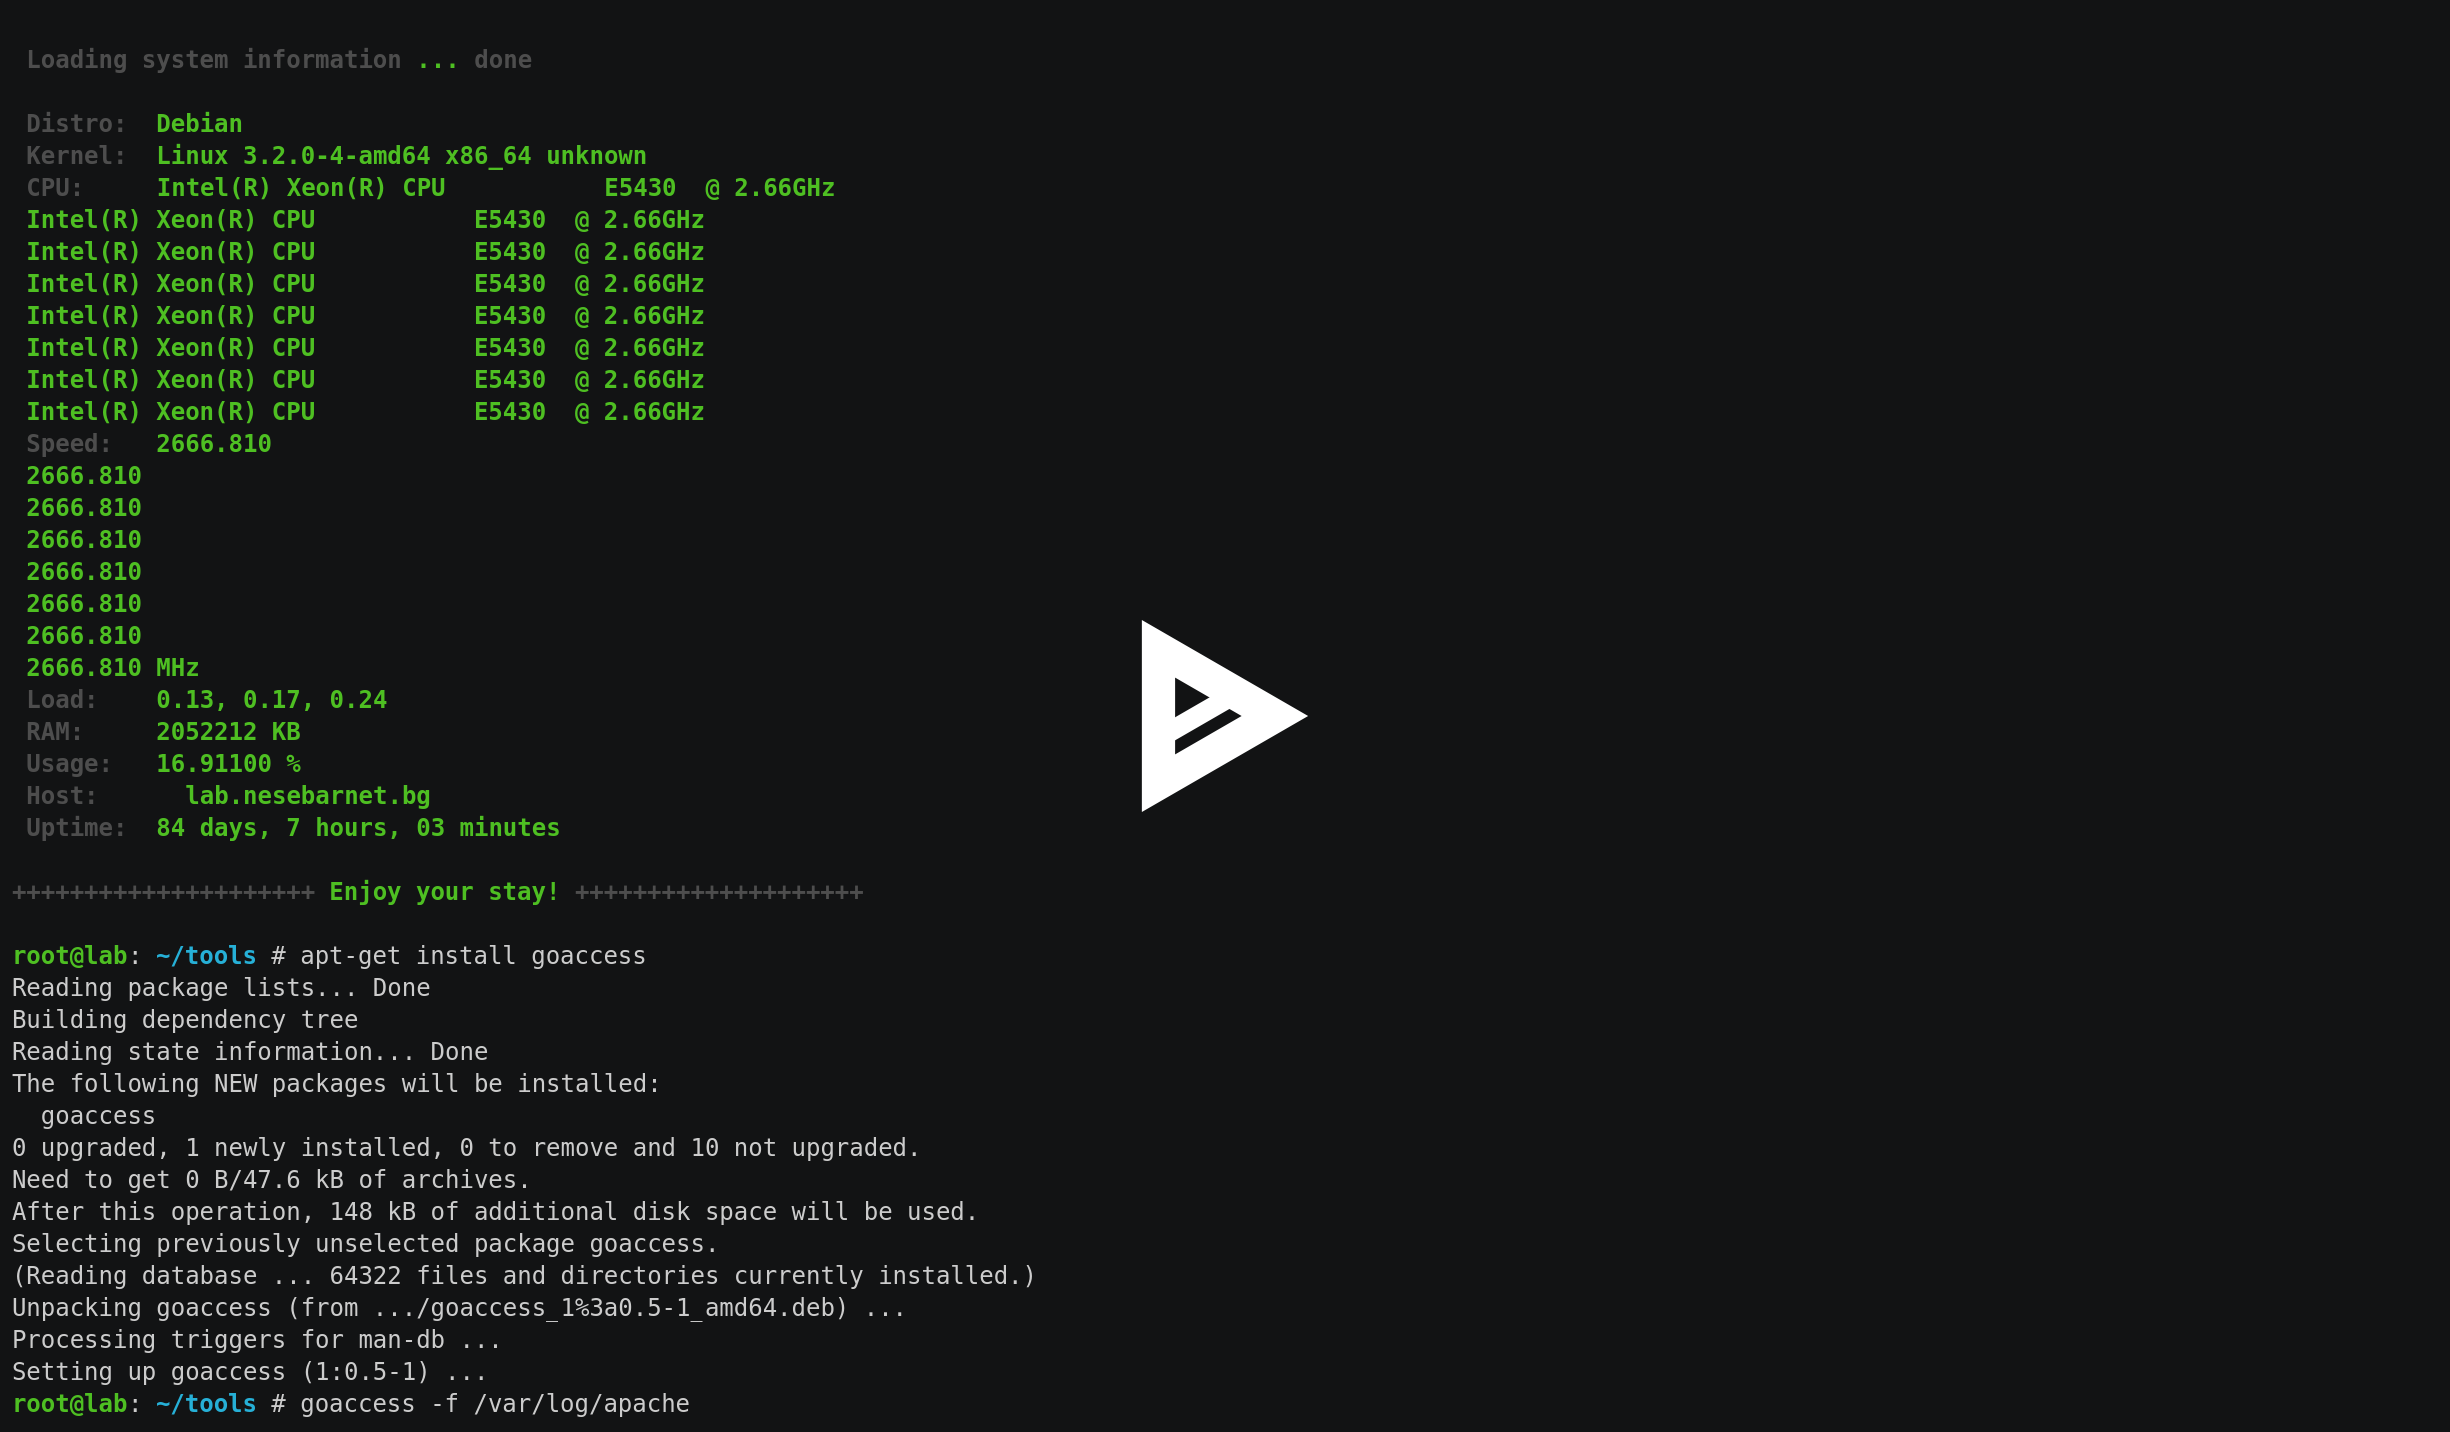 Loading system information ... done
Distro:  Debian
Kernel:  Linux 3.2.0-4-amd64 x86_64 unknown
CPU:     Intel(R) Xeon(R) CPU           E5430  @ 2.66GHz
Intel(R) Xeon(R) CPU           E5430  @ 2.66GHz
Intel(R) Xeon(R) CPU           E5430  @ 2.66GHz
Intel(R) Xeon(R) CPU           E5430  @ 2.66GHz
Intel(R) Xeon(R) CPU           E5430  @ 2.66GHz
Intel(R) Xeon(R) CPU           E5430  @ 2.66GHz
Intel(R) Xeon(R) CPU           E5430  @ 2.66GHz
Intel(R) Xeon(R) CPU           E5430  @ 2.66GHz
Speed:   2666.810
2666.810
2666.810
2666.810
2666.810
2666.810
2666.810
2666.810 MHz
Load:    0.13, 0.17, 0.24
RAM:     2052212 KB
Usage:   16.91100 %
Host:      lab.nesebarnet.bg
Uptime:  84 days, 7 hours, 03 minutes
+++++++++++++++++++++ Enjoy your stay! ++++++++++++++++++++
root@lab: ~/tools # apt-get install goaccess
Reading package lists... Done
Building dependency tree
Reading state information... Done
The following NEW packages will be installed:
  goaccess
0 upgraded, 1 newly installed, 0 to remove and 10 not upgraded.
Need to get 0 B/47.6 kB of archives.
After this operation, 148 kB of additional disk space will be used.
Selecting previously unselected package goaccess.
(Reading database ... 64322 files and directories currently installed.)
Unpacking goaccess (from .../goaccess_1%3a0.5-1_amd64.deb) ...
Processing triggers for man-db ...
Setting up goaccess (1:0.5-1) ...
root@lab: ~/tools # goaccess -f /var/log/apache